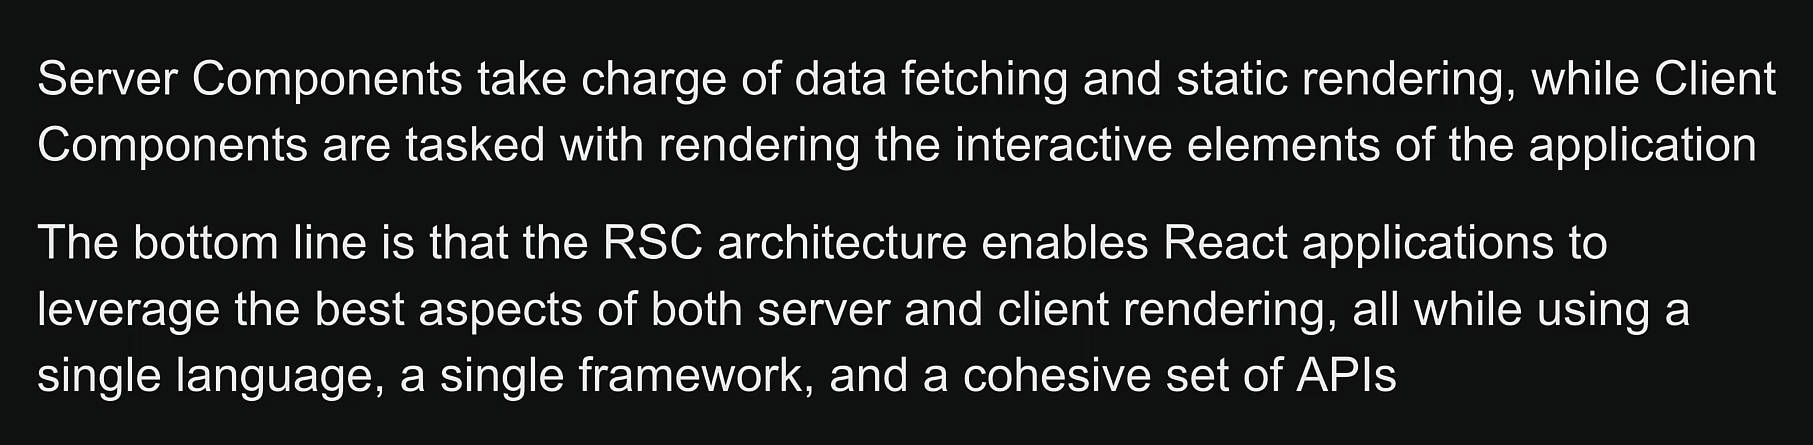 Server Components take charge of data fetching and static rendering, while Client
Components are tasked with rendering the interactive elements of the application
The bottom line is that the RSC architecture enables React applications to
leverage the best aspects of both server and client rendering, all while using a
single language, a single framework, and a cohesive set of APIs